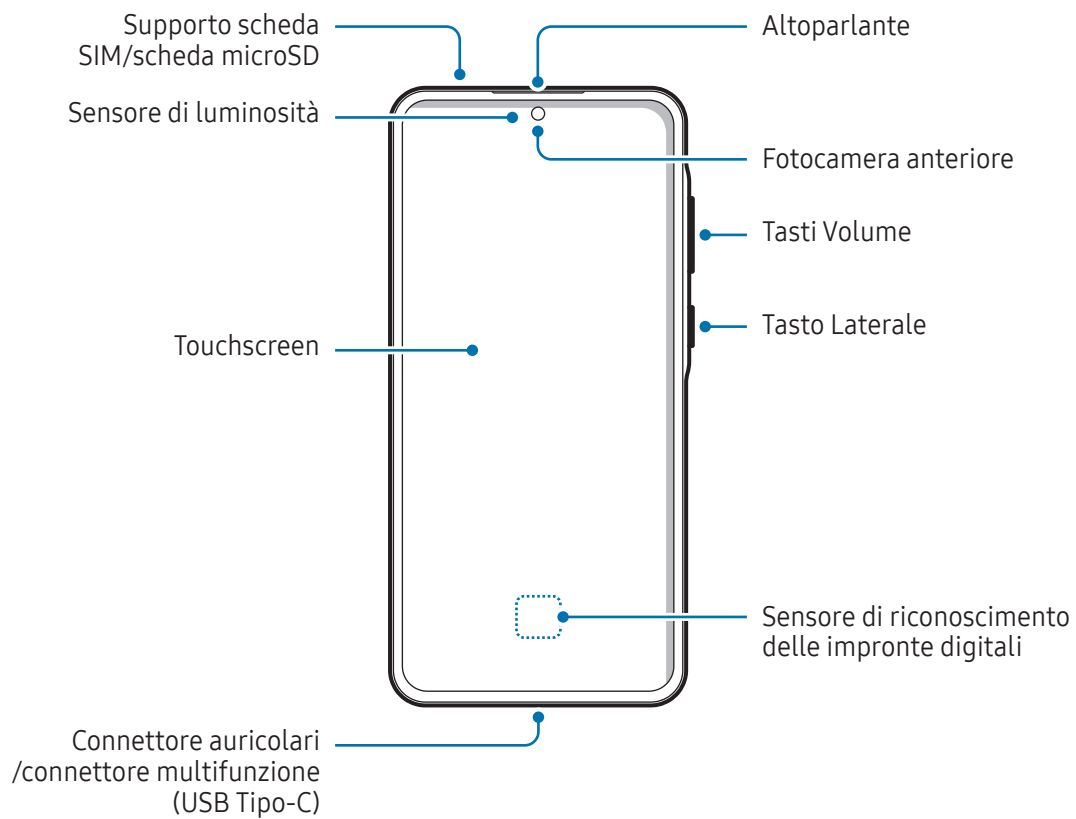 Supporto scheda
SIM/scheda microSD
Sensore di luminosità
Touchscreen
Connettore auricolari
/connettore multifunzione
(USB Tipo-C)
Altoparlante
Fotocamera anteriore
Tasti Volume
Tasto Laterale
Sensore di riconoscimento
delle impronte digitali